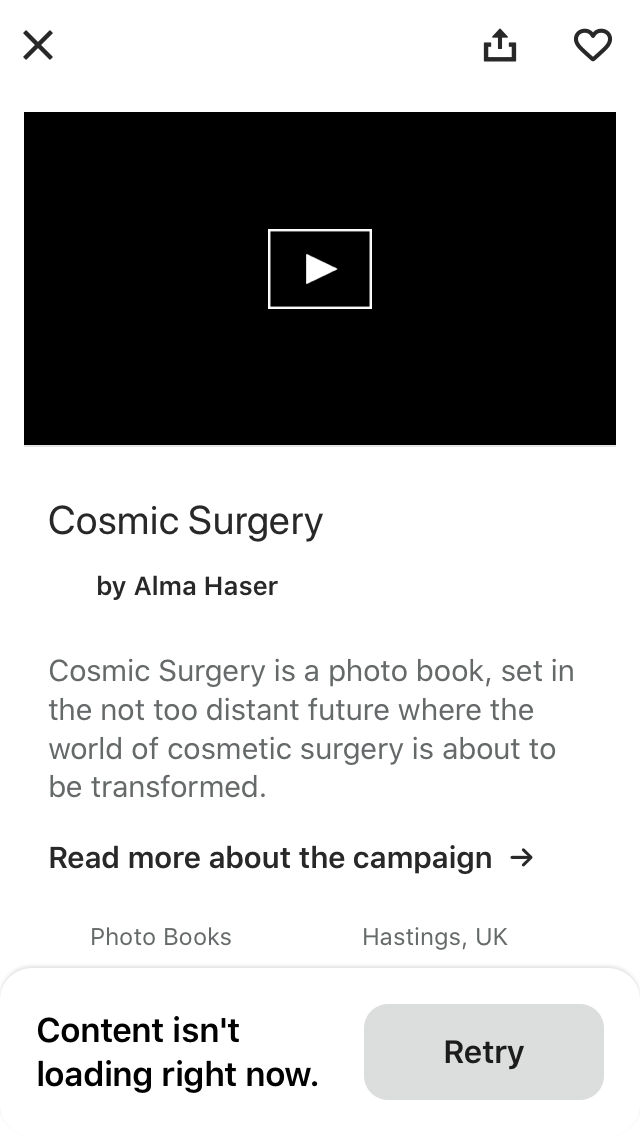 Cosmic Surgery
by Alma Haser
Cosmic Surgery is a photo book, set in
the not too distant future where the
world of cosmetic surgery is about to
be transformed.
Read more about the campaign →
Photo Books
Hastings, UK
Content isn't
loading right now.
Retry